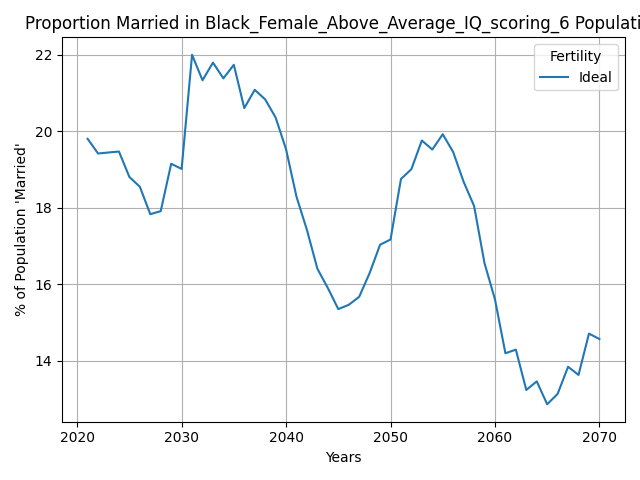 Proportion Married in Black_Female_Above_Average_IQ_scoring_6 Populati
Fertility
Ideal
% of Population 'Married'
22
20
18
16
14
2020 2030 2040 2050 2060 2070
Years